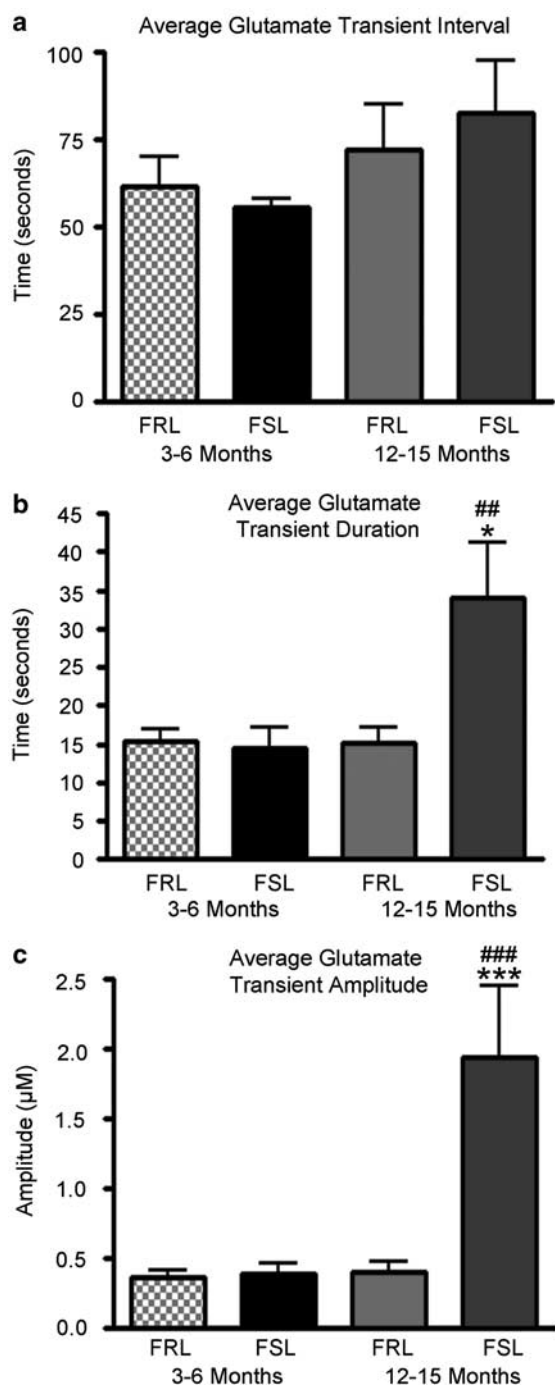 a Average Glutamate Transient Interval
100
75
50
25
0
Time (seconds)
FRL FSL FRL FSL
3-6 Months 12-15 Months
b Average Glutamate
Transient Duration
##
*
45
40
35
30
25
20
15
10
5
0
Time (seconds)
FRL FSL FRL FSL
3-6 Months 12-15 Months
c Average Glutamate
Transient Amplitude
###
***
2.5
2.0
1.5
1.0
0.5
0.0
Amplitude (µM)
FRL FSL FRL FSL
3-6 Months 12-15 Months